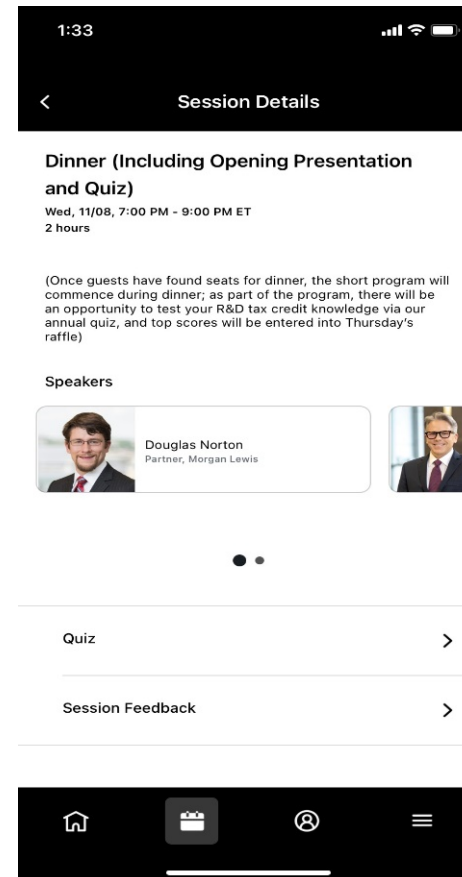 1:33
Session Details
Dinner (Including Opening Presentation
and Quiz)
Wed, 11/08, 7:00 PM - 9:00 PM ET
2 hours
(Once guests have found seats for dinner, the short program will
commence during dinner; as part of the program, there will be
an opportunity to test your R&D tax credit knowledge via our
annual quiz, and top scores will be entered into Thursday's
raffle)
Speakers
Douglas Norton
Partner, Morgan Lewis
Quiz
Session Feedback